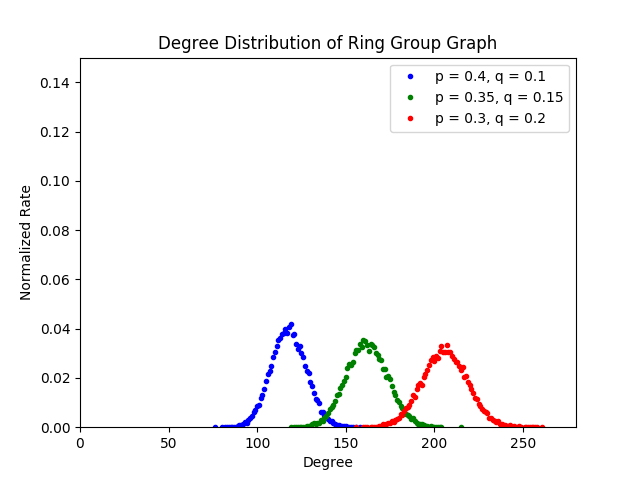 Degree Distribution of Ring Group Graph
p = 0.4, q = 0.1
p = 0.35, q = 0.15
p = 0.3, q = 0.2
Normalized Rate
0.14
0.12
0.10
0.08
0.06
0.04
0.02
0.00
0 50 100 150 200 250
Degree